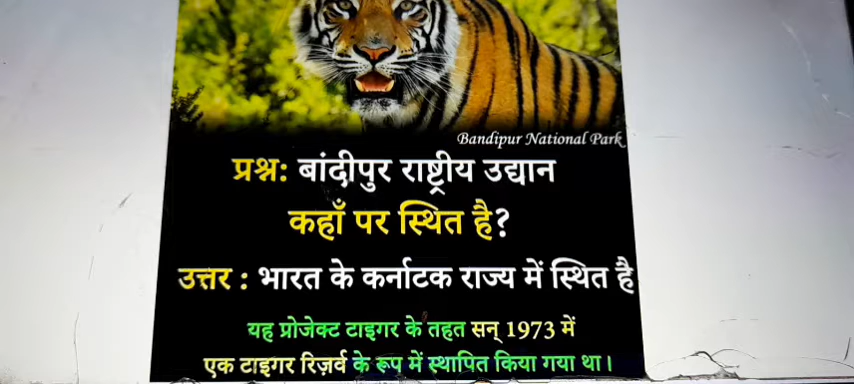 Bandipur National Park
प्रश्न: बांदीपुर राष्ट्रीय उद्यान
कहाँ पर स्थित है?
उत्तर : भारत के कर्नाटक राज्य में स्थित है
यह प्रोजेक्ट टाइगर के तहत सन् 1973 में
एक टाइगर रिज़र्व के रूप में स्थापित किया गया था।